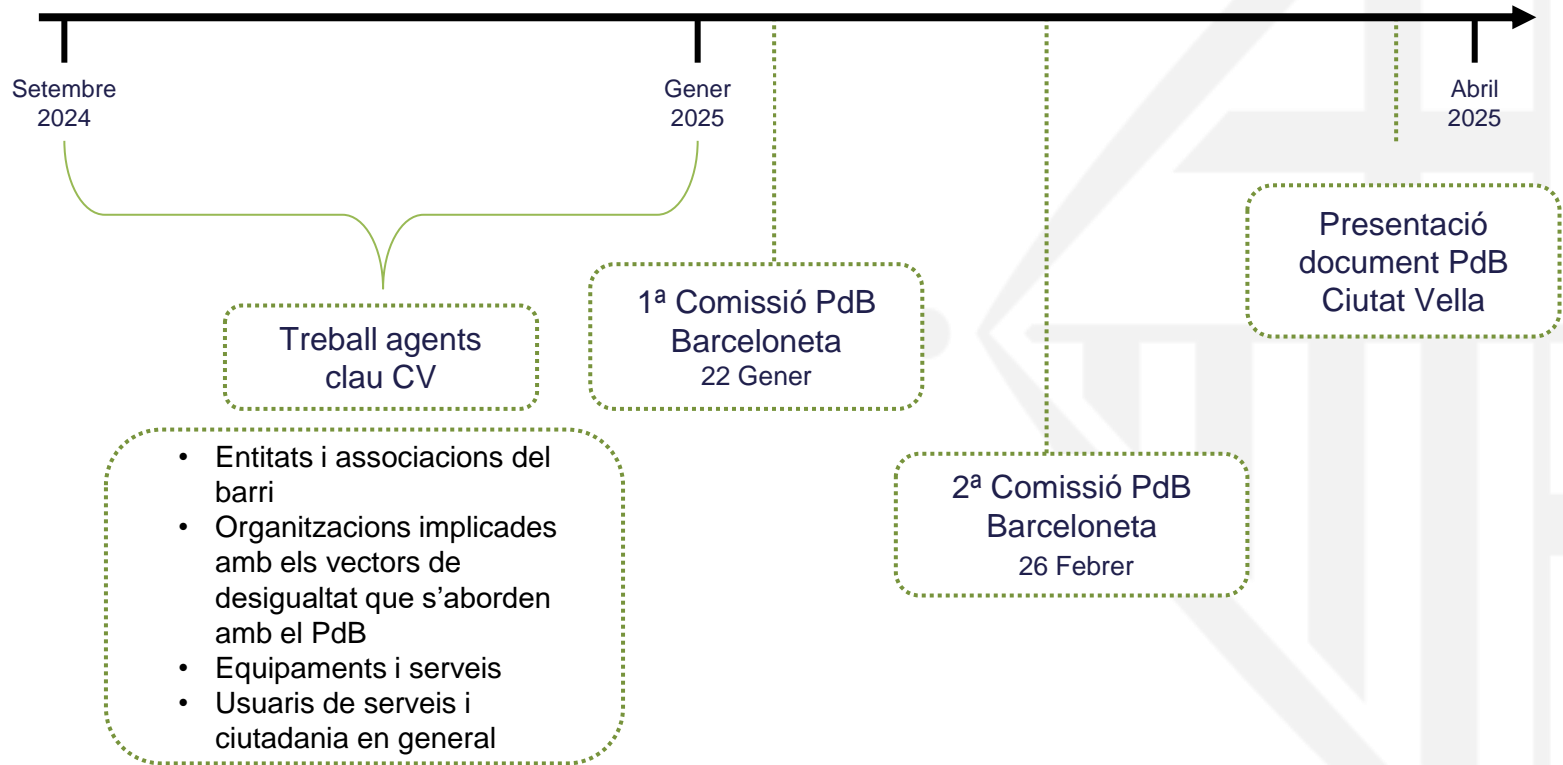 Setembre
2024
Gener
2025
Abril
2025
Treball agents
clau CV
• Entitats i associacions del
barri
• Organitzacions implicades
amb els vectors de
desigualtat que s’aborden
amb el PdB
• Equipaments i serveis
• Usuaris de serveis i
ciutadania en general
1ª Comissió PdB
Barceloneta
22 Gener
2ª Comissió PdB
Barceloneta
26 Febrer
Presentació
document PdB
Ciutat Vella